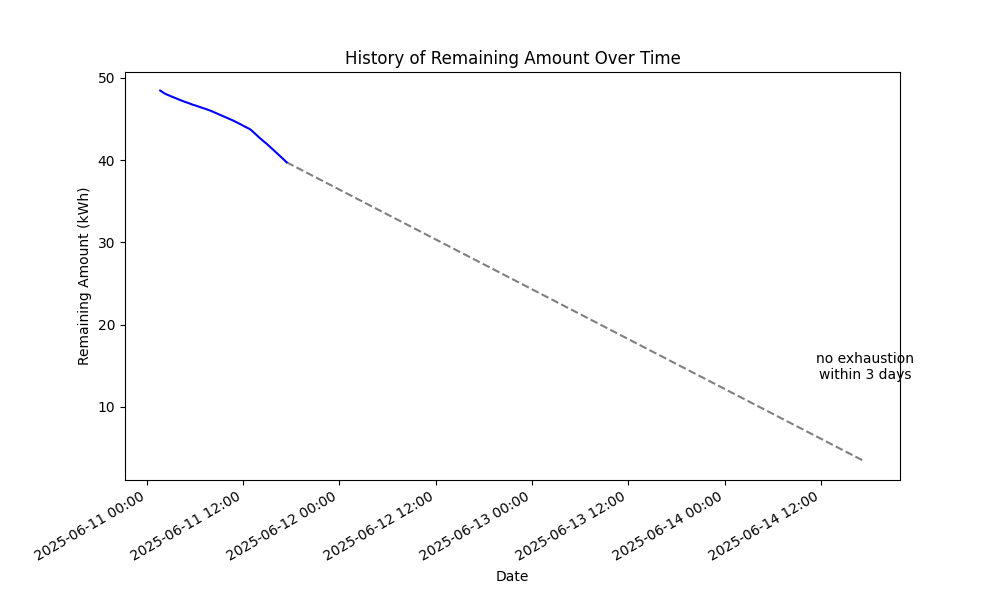 History of Remaining Amount Over Time
Remaining Amount (kWh)
50
40
30
20
10
no exhaustion
within 3 days
2025-06-11 00:00
2025-06-11 12:00
2025-06-12 00:00
2025-06-12 12:00
2025-06-13 00:00
2025-06-13 12:00
2025-06-14 00:00
2025-06-14 12:00
Date